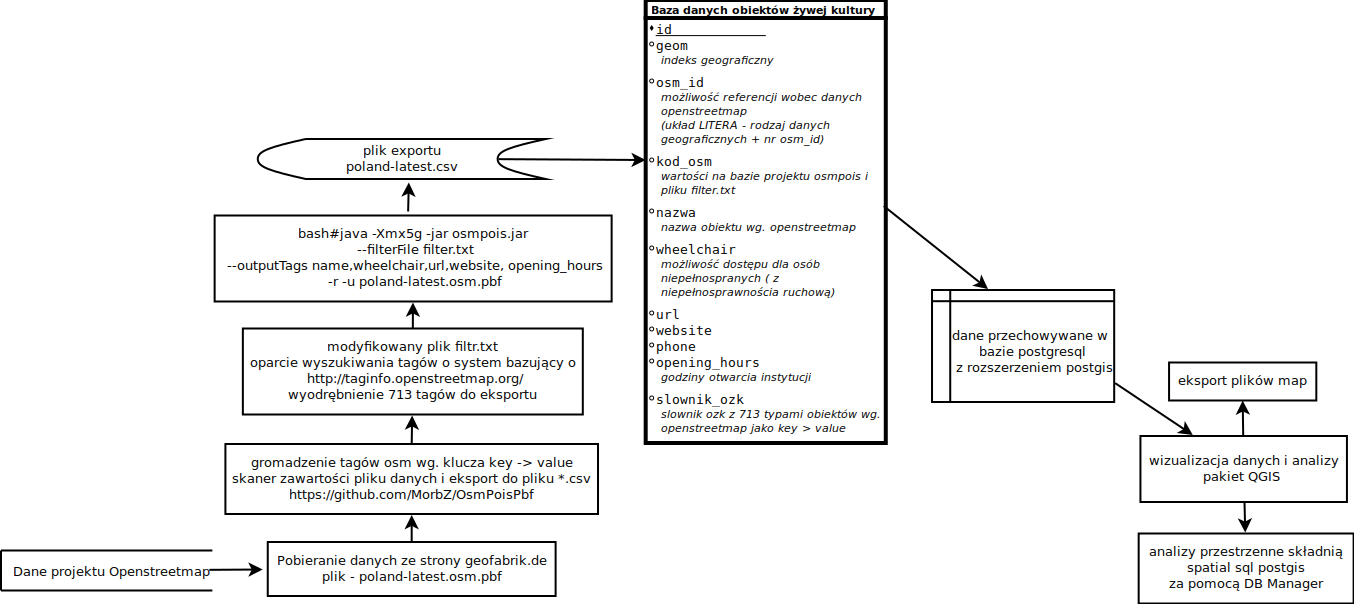 Baza danych obiektów żywej kultury
id
geom
indeks geograficzny
osm_id
możliwość referencji wobec danych
openstreetmap
(układ LITERA - rodzaj danych
geograficznych + nr osm_id)
kod_osm
wartości na bazie projektu osmpois i
pliku filter.txt
nazwa
nazwa obiektu wg. openstreetmap
wheelchair
możliwość dostępu dla osób
niepełnospranych ( z
niepełnosprawnościa ruchową)
url
website
phone
opening_hours
godziny otwarcia instytucji
slownik_ozk
slownik ozk z 713 typami obiektów wg.
openstreetmap jako key > value
plik exportu
poland-latest.csv
bash#java -Xmx5g -jar osmpois.jar
--filterFile filter.txt
--outputTags name,wheelchair,url,website, opening_hours
-r -u poland-latest.osm.pbf
modyfikowany plik filtr.txt
oparcie wyszukiwania tagów o system bazujący o
http://taginfo.openstreetmap.org/
wyodrębnienie 713 tagów do eksportu
gromadzenie tagów osm wg. klucza key -> value
skaner zawartości pliku danych i eksport do pliku *.csv
https://github.com/MorbZ/OsmPoisPbf
Pobieranie danych ze strony geofabrik.de
plik - poland-latest.osm.pbf
Dane projektu Openstreetmap
dane przechowywane w
bazie postgresql
z rozszerzeniem postgis
eksport plików map
wizualizacja danych i analizy
pakiet QGIS
analizy przestrzenne składnią
spatial sql postgis
za pomocą DB Manager